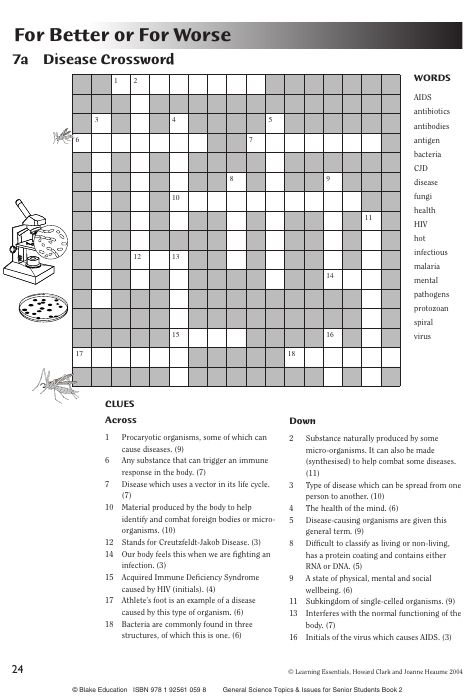 For Better or For Worse
7a Disease Crossword
WORDS
AIDS
antibiotics
antibodies
antigen
bacteria
CJD
disease
fungi
health
HIV
hot
infectious
malaria
mental
pathogens
protozoan
spiral
virus
1 2
3 4 5
6 7
8 9
10
11
12 13
14
15 16
17 18
CLUES
Across
1 Procaryotic organisms, some of which can
cause diseases. (9)
6 Any substance that can trigger an immune
response in the body. (7)
7 Disease which uses a vector in its life cycle.
(7)
10 Material produced by the body to help
identify and combat foreign bodies or micro-
organisms. (10)
12 Stands for Creutzfeldt-Jakob Disease. (3)
14 Our body feels this when we are fighting an
infection. (3)
15 Acquired Immune Deficiency Syndrome
caused by HIV (initials). (4)
17 Athlete's foot is an example of a disease
caused by this type of organism. (6)
18 Bacteria are commonly found in three
structures, of which this is one. (6)
Down
2 Substance naturally produced by some
micro-organisms. It can also be made
(synthesised) to help combat some diseases.
(11)
3 Type of disease which can be spread from one
person to another. (10)
4 The health of the mind. (6)
5 Disease-causing organisms are given this
general term. (9)
8 Difficult to classify as living or non-living,
has a protein coating and contains either
RNA or DNA. (5)
9 A state of physical, mental and social
wellbeing. (6)
11 Subkingdom of single-celled organisms. (9)
13 Interferes with the normal functioning of the
body. (7)
16 Initials of the virus which causes AIDS. (3)
24
© Learning Essentials, Howard Clark and Joanne Heaume 2004
© Blake Education ISBN 978 1 92561 059 8 General Science Topics & Issues for Senior Students Book 2